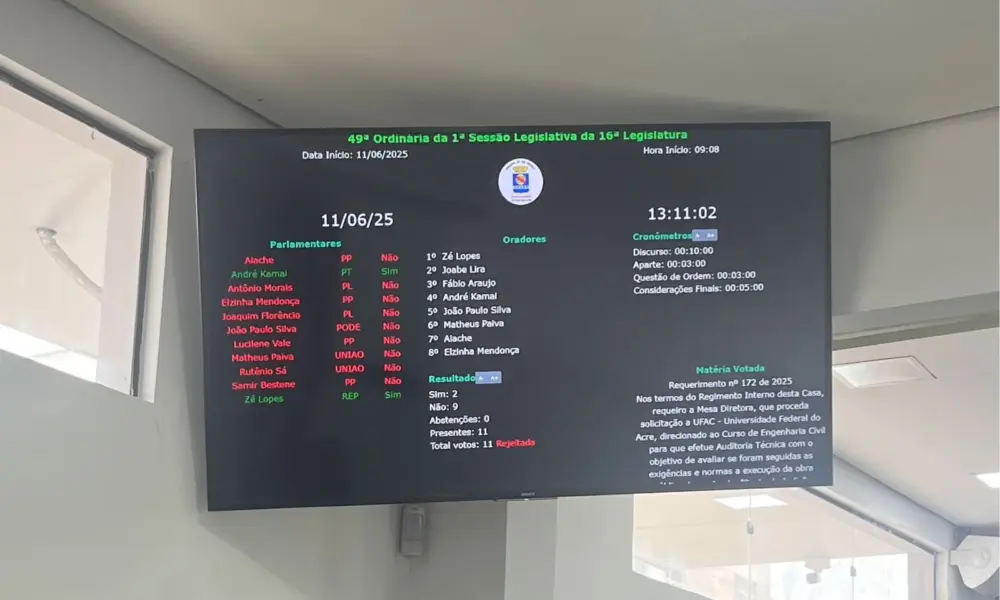 49ª Ordinária da 1ª Sessão Legislativa da 16ª Legislatura
Data Início: 11/06/2025
Hora Início: 09:08
11/06/25
13:11:02
Parlamentares
Alache PP Não
André Kamai PT Sim
Antônio Morais PL Não
Elzinha Mendonça PP Não
Joaquim Florêncio PL Não
João Paulo Silva PODE Não
Lucilene Vale PP Não
Matheus Paiva UNIAO Não
Rutênio Sá UNIAO Não
Samir Bestene PP Não
Zé Lopes REP Sim
Oradores
1º Zé Lopes
2º Joabe Lira
3º Fábio Araujo
4º André Kamai
5º João Paulo Silva
6º Matheus Paiva
7º Alache
8º Elzinha Mendonça
Resultado A- A+
Sim: 2
Não: 9
Abstenções: 0
Presentes: 11
Total votos: 11 Rejeitada
Cronômetros A- A+
Discurso: 00:10:00
Aparte: 00:03:00
Questão de Ordem: 00:03:00
Considerações Finais: 00:05:00
Matéria Votada
Requerimento nº 172 de 2025
Nos termos do Regimento Interno desta Casa,
requeiro a Mesa Diretora, que proceda
solicitação a UFAC - Universidade Federal do
Acre, direcionado ao Curso de Engenharia Civil
para que efetue Auditoria Técnica com o
objetivo de avaliar se foram seguidas as
exigências e normas a execução da obra